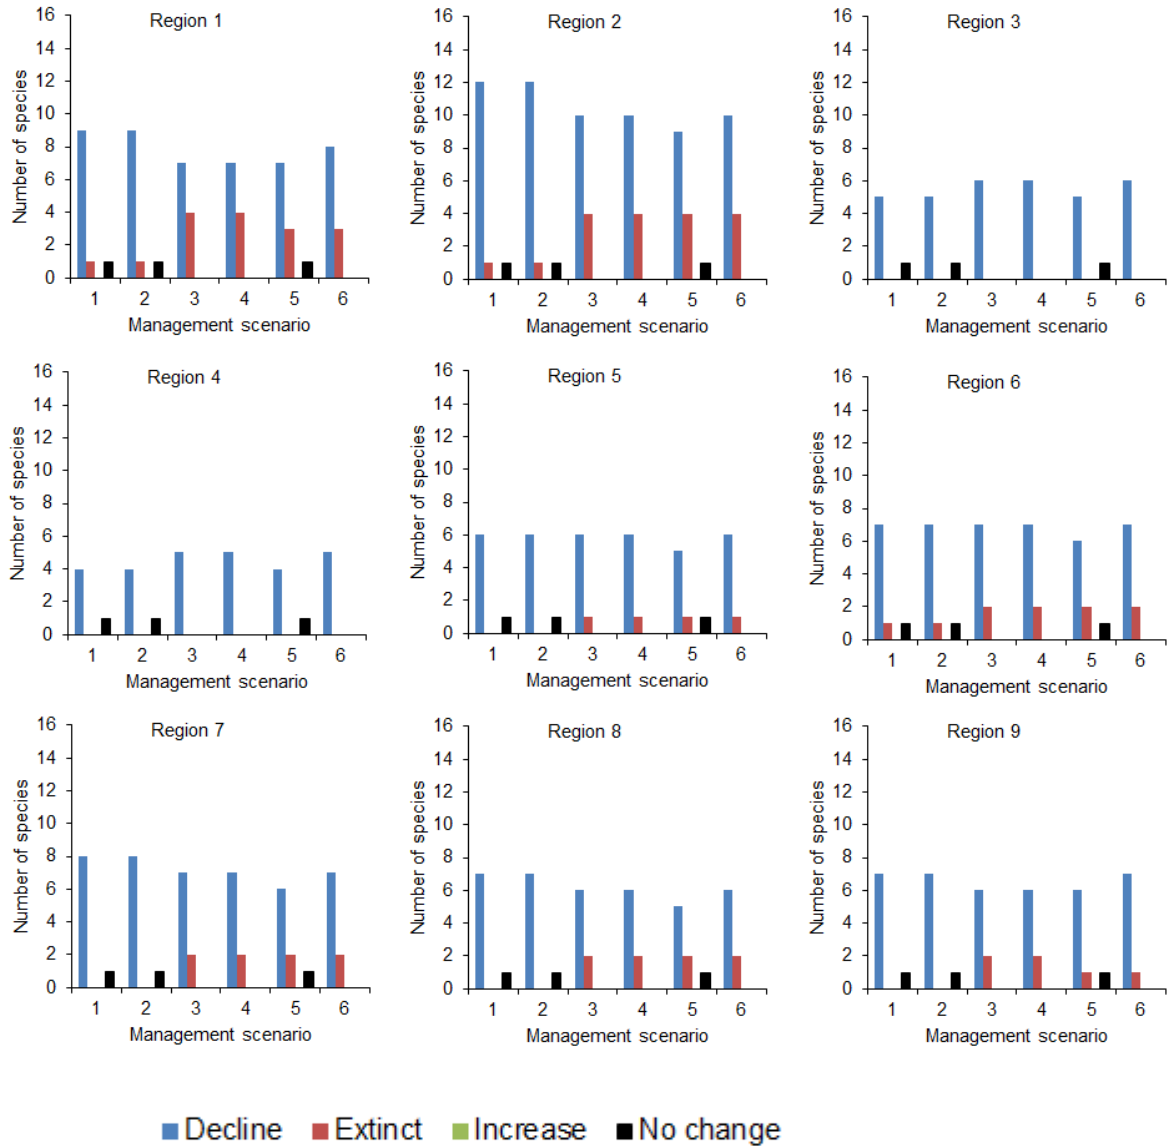 Region 1
Number of species
16
14
12
10
8
6
4
2
0
1 2 3 4 5 6
Management scenario
Region 2
Number of species
16
14
12
10
8
6
4
2
0
1 2 3 4 5 6
Management scenario
Region 3
Number of species
16
14
12
10
8
6
4
2
0
1 2 3 4 5 6
Management scenario
Region 4
Number of species
16
14
12
10
8
6
4
2
0
1 2 3 4 5 6
Management scenario
Region 5
Number of species
16
14
12
10
8
6
4
2
0
1 2 3 4 5 6
Management scenario
Region 6
Number of species
16
14
12
10
8
6
4
2
0
1 2 3 4 5 6
Management scenario
Region 7
Number of species
16
14
12
10
8
6
4
2
0
1 2 3 4 5 6
Management scenario
Region 8
Number of species
16
14
12
10
8
6
4
2
0
1 2 3 4 5 6
Management scenario
Region 9
Number of species
16
14
12
10
8
6
4
2
0
1 2 3 4 5 6
Management scenario
Decline Extinct Increase No change